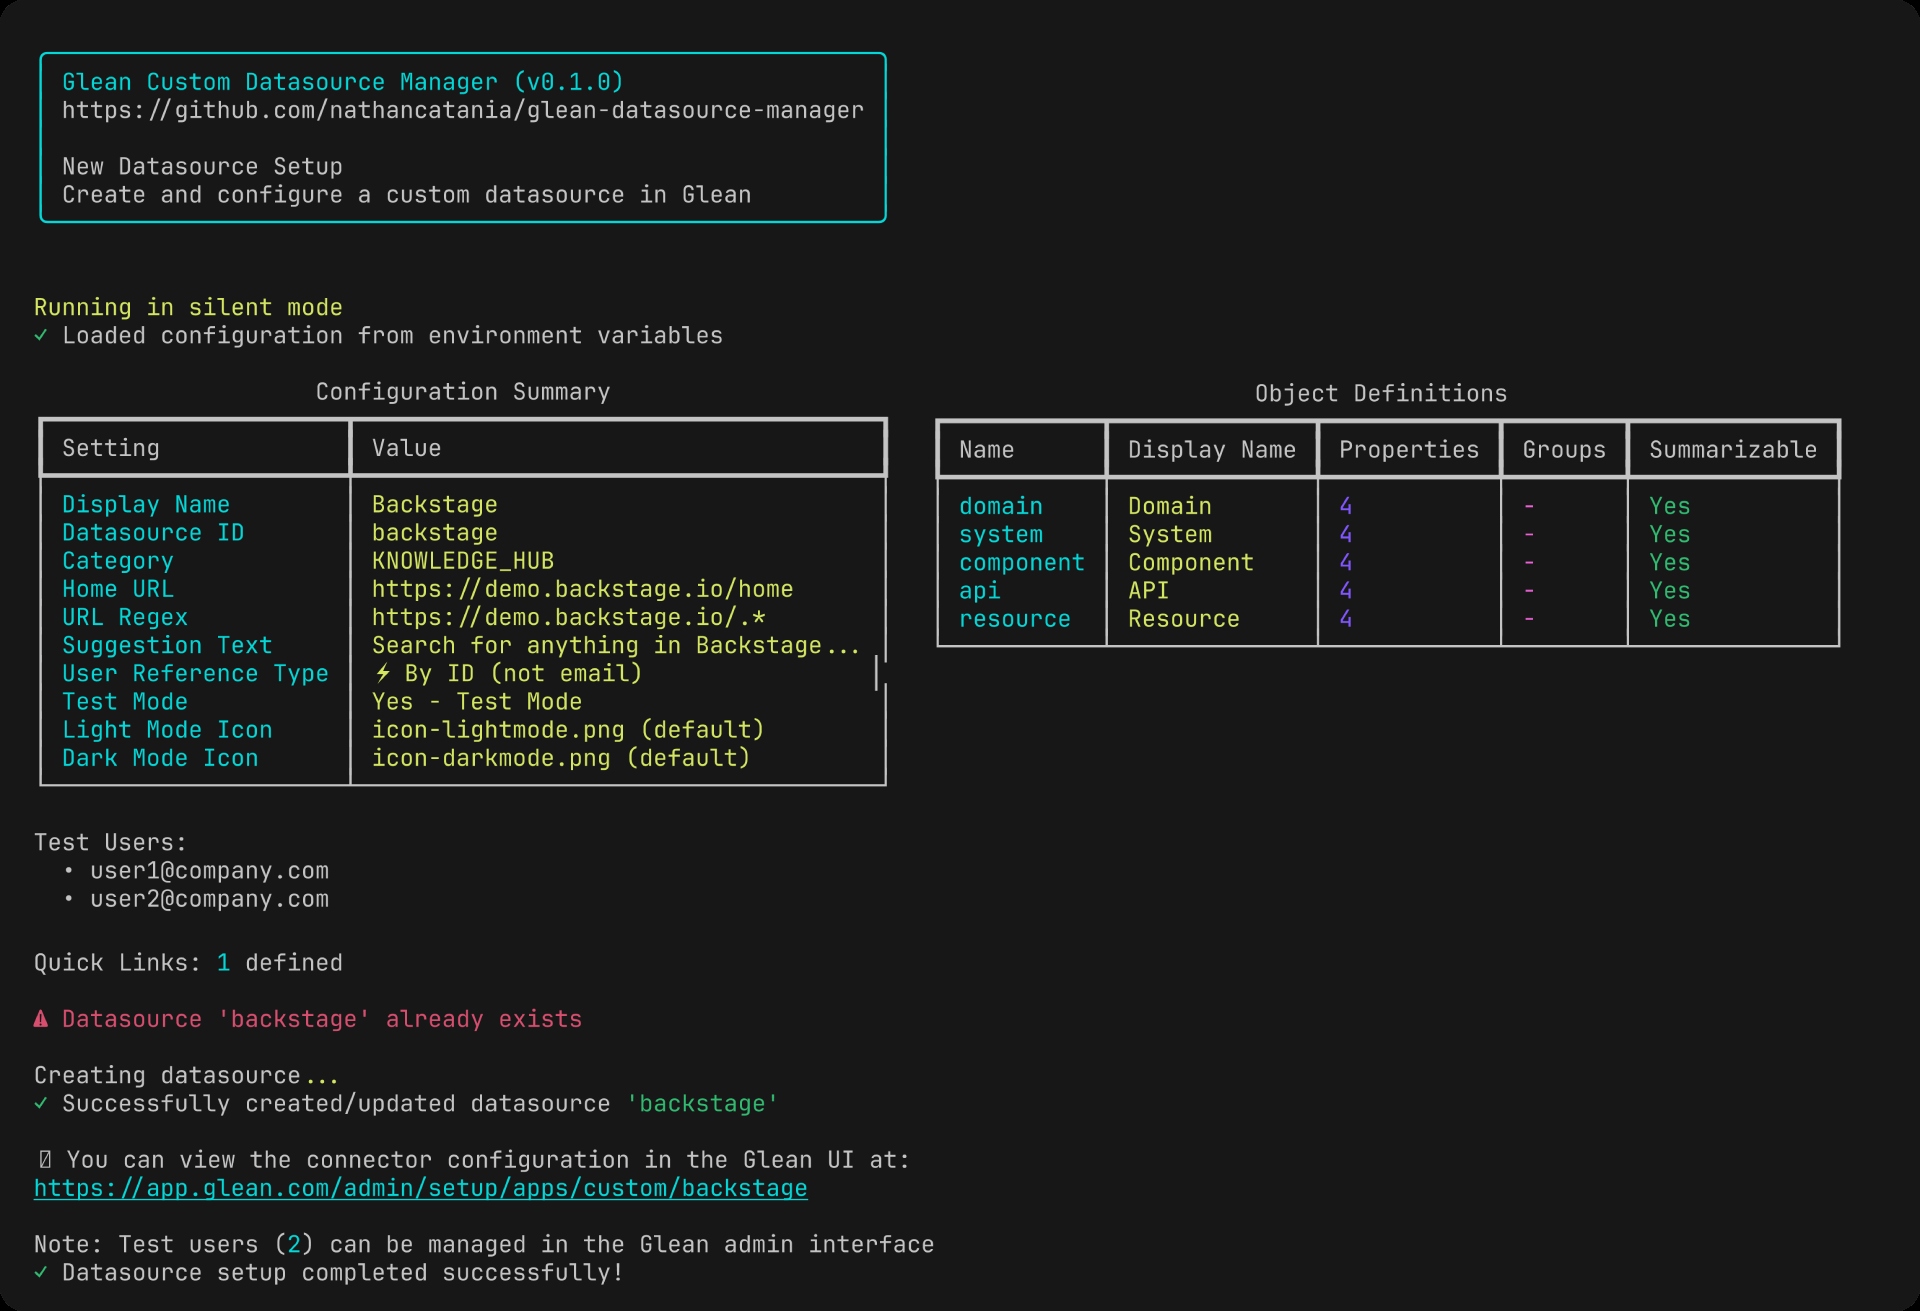 Glean Custom Datasource Manager (v0.1.0)
https://github.com/nathancatania/glean-datasource-manager
New Datasource Setup
Create and configure a custom datasource in Glean
Running in silent mode
✓ Loaded configuration from environment variables
Configuration Summary
Setting Value
Display Name Backstage
Datasource ID backstage
Category KNOWLEDGE_HUB
Home URL https://demo.backstage.io/home
URL Regex https://demo.backstage.io/.*
Suggestion Text Search for anything in Backstage...
User Reference Type ⚡ By ID (not email)
Test Mode Yes - Test Mode
Light Mode Icon icon-lightmode.png (default)
Dark Mode Icon icon-darkmode.png (default)
Object Definitions
Name Display Name Properties Groups Summarizable
domain Domain 4 - Yes
system System 4 - Yes
component Component 4 - Yes
api API 4 - Yes
resource Resource 4 - Yes
Test Users:
• user1@company.com
• user2@company.com
Quick Links: 1 defined
⚠ Datasource 'backstage' already exists
Creating datasource...
✓ Successfully created/updated datasource 'backstage'
You can view the connector configuration in the Glean UI at:
https://app.glean.com/admin/setup/apps/custom/backstage
Note: Test users (2) can be managed in the Glean admin interface
✓ Datasource setup completed successfully!